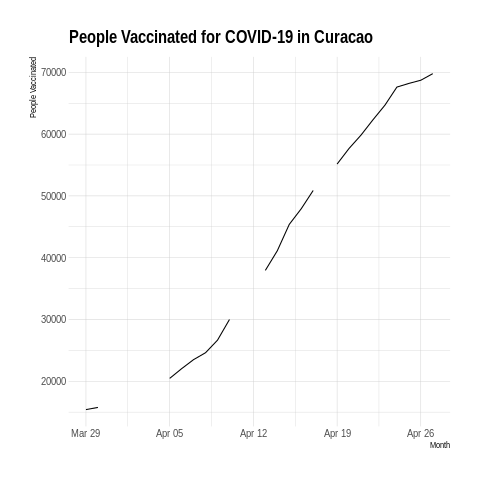 People Vaccinated for COVID-19 in Curacao
People Vaccinated
70000
60000
50000
40000
30000
20000
Mar 29 Apr 05 Apr 12 Apr 19 Apr 26
Month